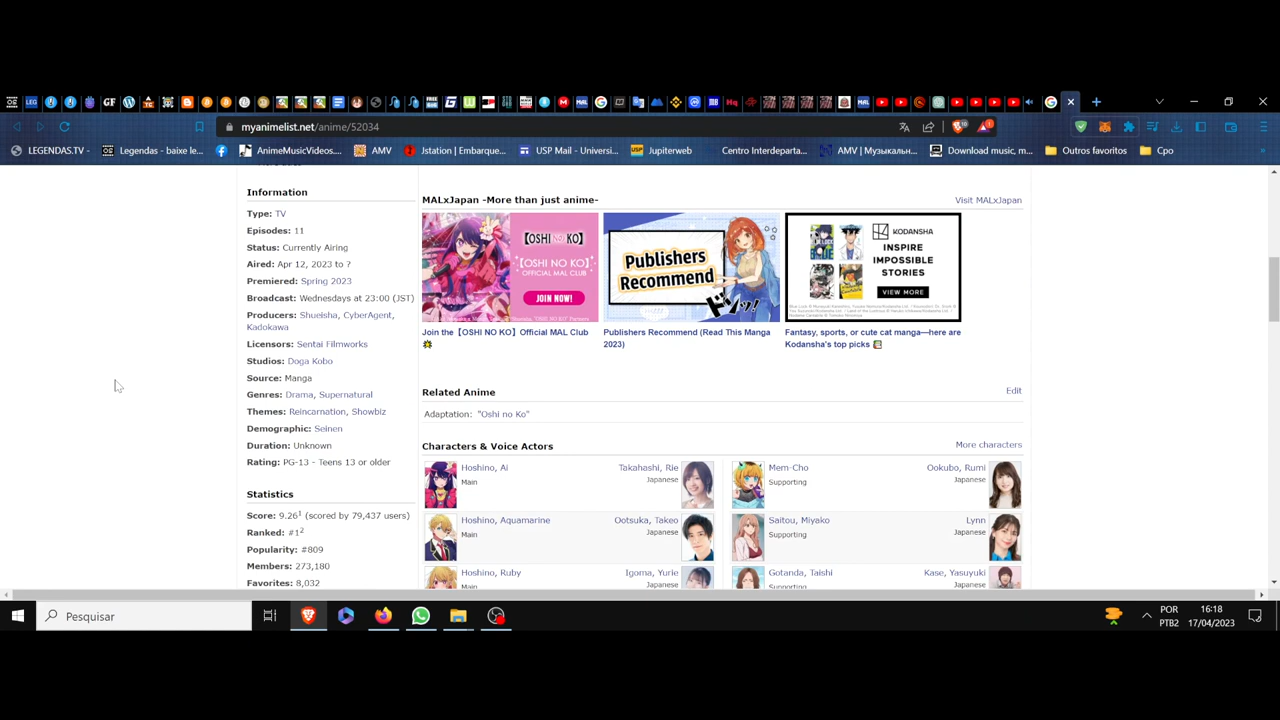 myanimelist.net/anime/52034
LEGENDAS.TV -
Legendas - baixe le...
AnimeMusicVideos....
AMV
Jstation | Embarque...
USP Mail - Universi...
Jupiterweb
Centro Interdeparta...
AMV | Музыкальн...
Download music, m...
Outros favoritos
Cpo
Information
Type: TV
Episodes: 11
Status: Currently Airing
Aired: Apr 12, 2023 to ?
Premiered: Spring 2023
Broadcast: Wednesdays at 23:00 (JST)
Producers: Shueisha, CyberAgent,
Kadokawa
Licensors: Sentai Filmworks
Studios: Doga Kobo
Source: Manga
Genres: Drama, Supernatural
Themes: Reincarnation, Showbiz
Demographic: Seinen
Duration: Unknown
Rating: PG-13 - Teens 13 or older
Statistics
Score: 9.26¹ (scored by 79,437 users)
Ranked: #1²
Popularity: #809
Members: 273,180
Favorites: 8,032
MALxJapan -More than just anime-
Visit MALxJapan
【OSHI NO KO】
【OSHI NO KO】
OFFICIAL MAL CLUB
JOIN NOW!
Join the【OSHI NO KO】Official MAL Club
Publishers
Recommend
ドンッ!
Publishers Recommend (Read This Manga
2023)
KODANSHA
INSPIRE
IMPOSSIBLE
STORIES
VIEW MORE
Fantasy, sports, or cute cat manga—here are
Kodansha's top picks
Related Anime
Edit
Adaptation: "Oshi no Ko"
Characters & Voice Actors
More characters
Hoshino, Ai
Main
Takahashi, Rie
Japanese
Mem-Cho
Supporting
Ookubo, Rumi
Japanese
Hoshino, Aquamarine
Main
Ootsuka, Takeo
Japanese
Saitou, Miyako
Supporting
Lynn
Japanese
Hoshino, Ruby
Main
Igoma, Yurie
Japanese
Gotanda, Taishi
Supporting
Kase, Yasuyuki
Japanese
Pesquisar
POR
PTB2
16:18
17/04/2023